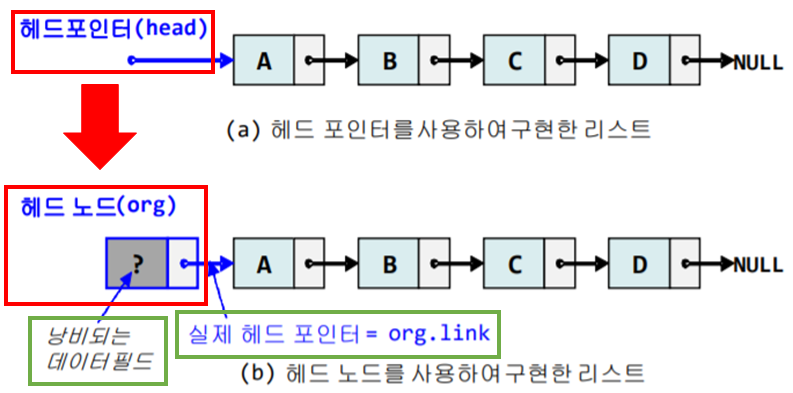 헤드포인터(head)
A B C D NULL
(a) 헤드 포인터를사용하여구현한 리스트
헤드 노드(org)
? A B C D NULL
낭비되는
데이터필드
실제 헤드 포인터 = org.link
(b) 헤드 노드를 사용하여구현한 리스트